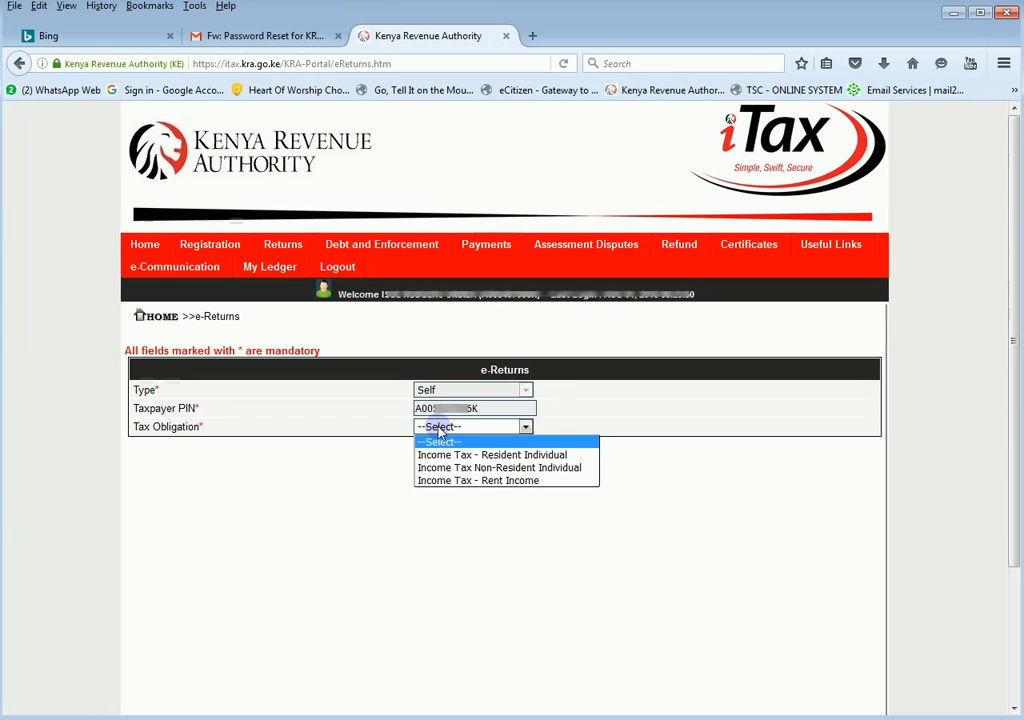 File Edit View History Bookmarks Tools Help
Bing × Fw: Password Reset for KR... × Kenya Revenue Authority × +
Kenya Revenue Authority (KE) https://itax.kra.go.ke/KRA-Portal/eReturns.htm Search
(2) WhatsApp Web Sign in - Google Acco... Heart Of Worship Cho... Go, Tell It on the Mou... eCitizen - Gateway to ... Kenya Revenue Author... TSC - ONLINE SYSTEM Email Services | mail2... »
KENYA REVENUE
AUTHORITY
iTax
Simple, Swift, Secure
Home Registration Returns Debt and Enforcement Payments Assessment Disputes Refund Certificates Useful Links
e-Communication My Ledger Logout
Welcome
HOME >>e-Returns
All fields marked with * are mandatory
e-Returns
Type* Self
Taxpayer PIN*
Tax Obligation* --Select--
--Select--
Income Tax - Resident Individual
Income Tax Non-Resident Individual
Income Tax - Rent Income